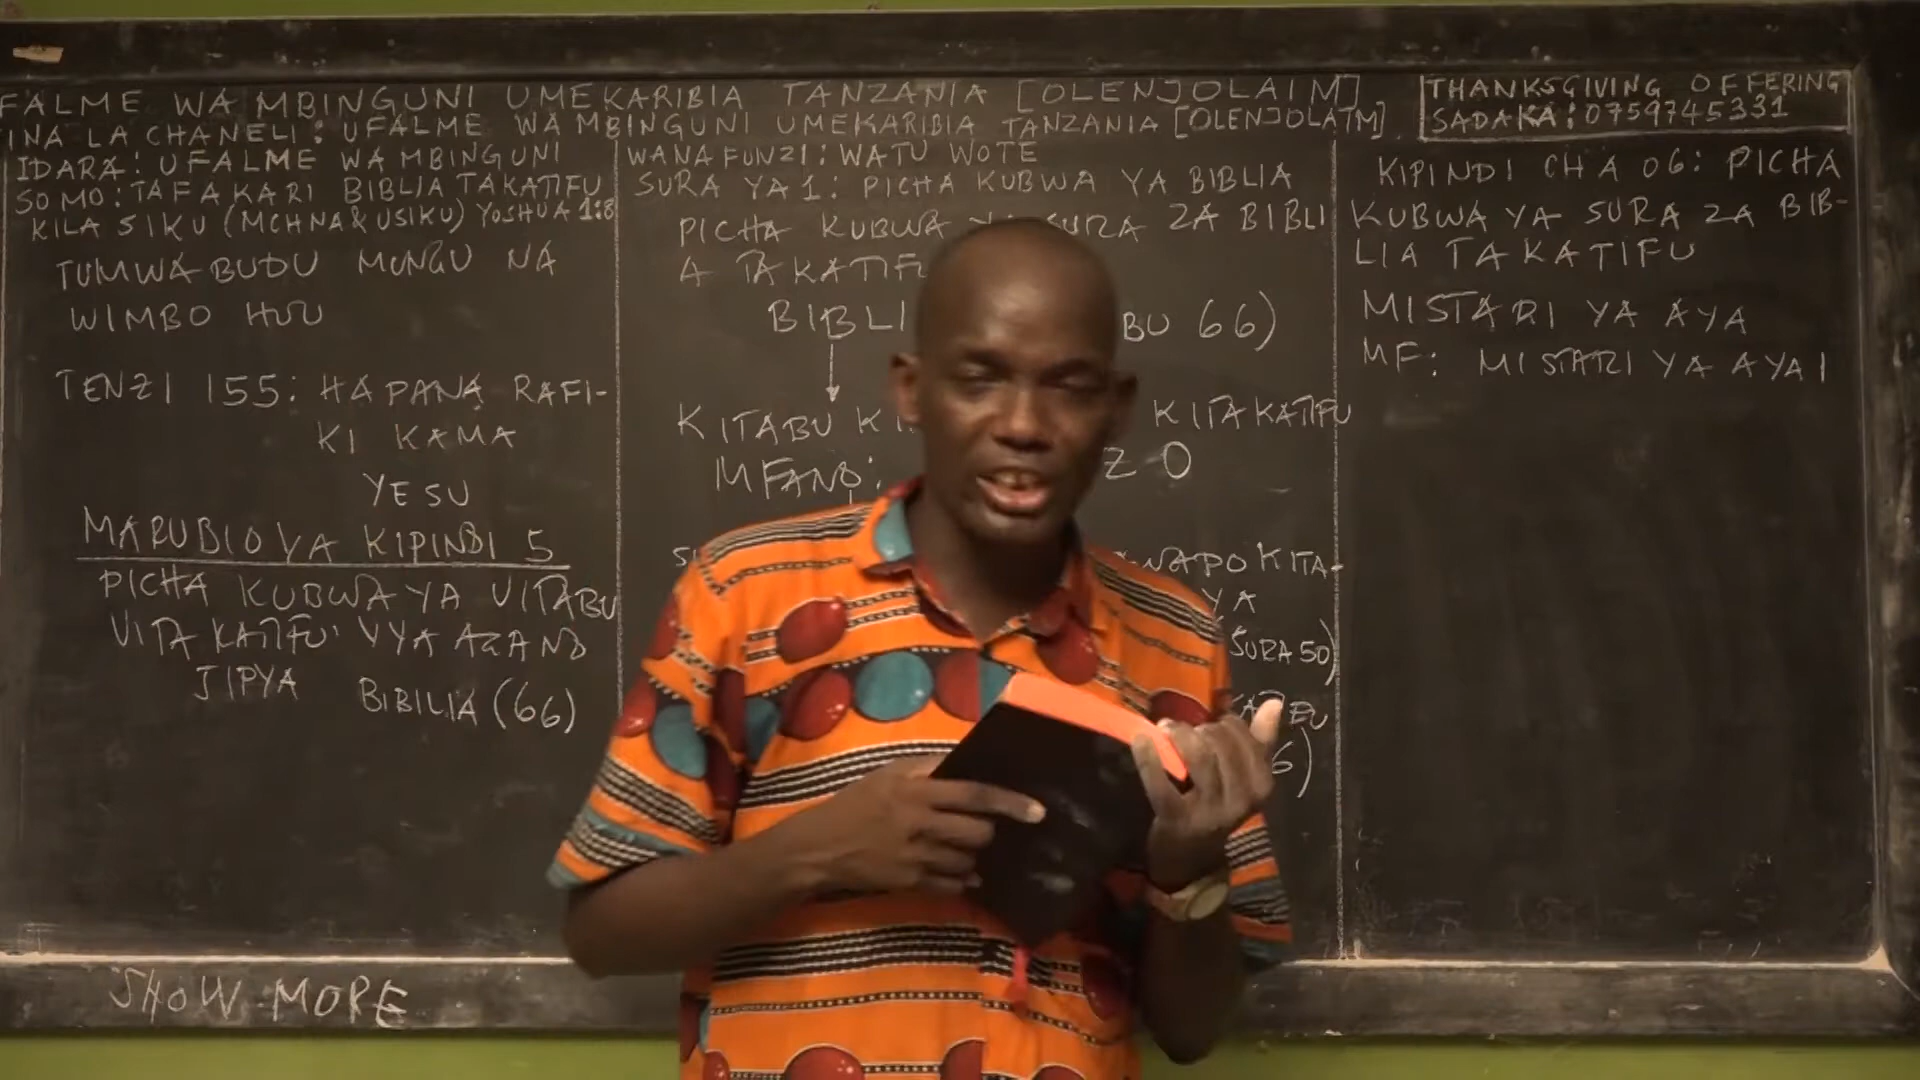 FALME WA MBINGUNI UMEKARIBIA TANZANIA [OLENJOLAIM]
INA LA CHANELI: UFALME WA MBINGUNI UMEKARIBIA TANZANIA [OLENJOLAIM]
THANKSGIVING OFFERING
SADAKA: 0759745331
IDARA: UFALME WA MBINGUNI
SOMO: TAFAKARI BIBLIA TAKATIFU
KILA SIKU (MCHNA & USIKU) YOSHUA 1:8
TUMWABUDU MUNGU NA
WIMBO HUU
TENZI 155: HAPANA RAFI-
KI KAMA
YESU
MARUDIO YA KIPINDI 5
PICHA KUBWA YA VITABU
VITAKATIFU VYA AGANO
JIPYA BIBILIA (66)
WANAFUNZI: WATU WOTE
SURA YA 1: PICHA KUBWA YA BIBLIA
PICHA KUBWA SURA ZA BIBLI
A TAKATIF
BIBLI BU 66)
KITABU KI KITAKATIFU
MFANO: ZO
S WAPO KITA-
YA
SURA 50)
6)
KIPINDI CHA 06: PICHA
KUBWA YA SURA ZA BIB-
LIA TAKATIFU
MISTARI YA AYA
MF: MISTARI YA AYA 1
SHOW MORE